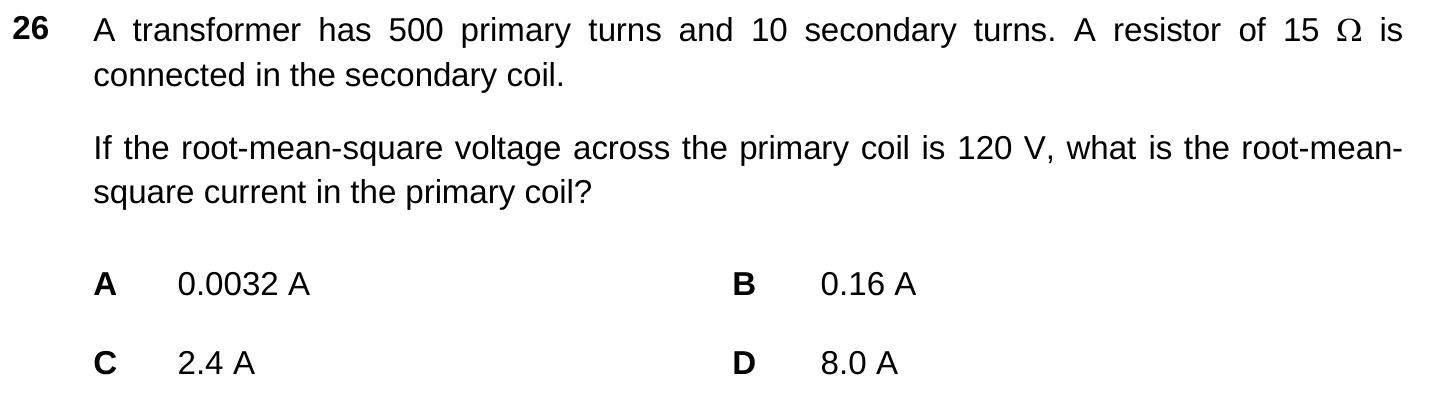 26 A transformer has 500 primary turns and 10 secondary turns. A resistor of 15 Ω is
connected in the secondary coil.
If the root-mean-square voltage across the primary coil is 120 V, what is the root-mean-
square current in the primary coil?
A 0.0032 A B 0.16 A
C 2.4 A D 8.0 A